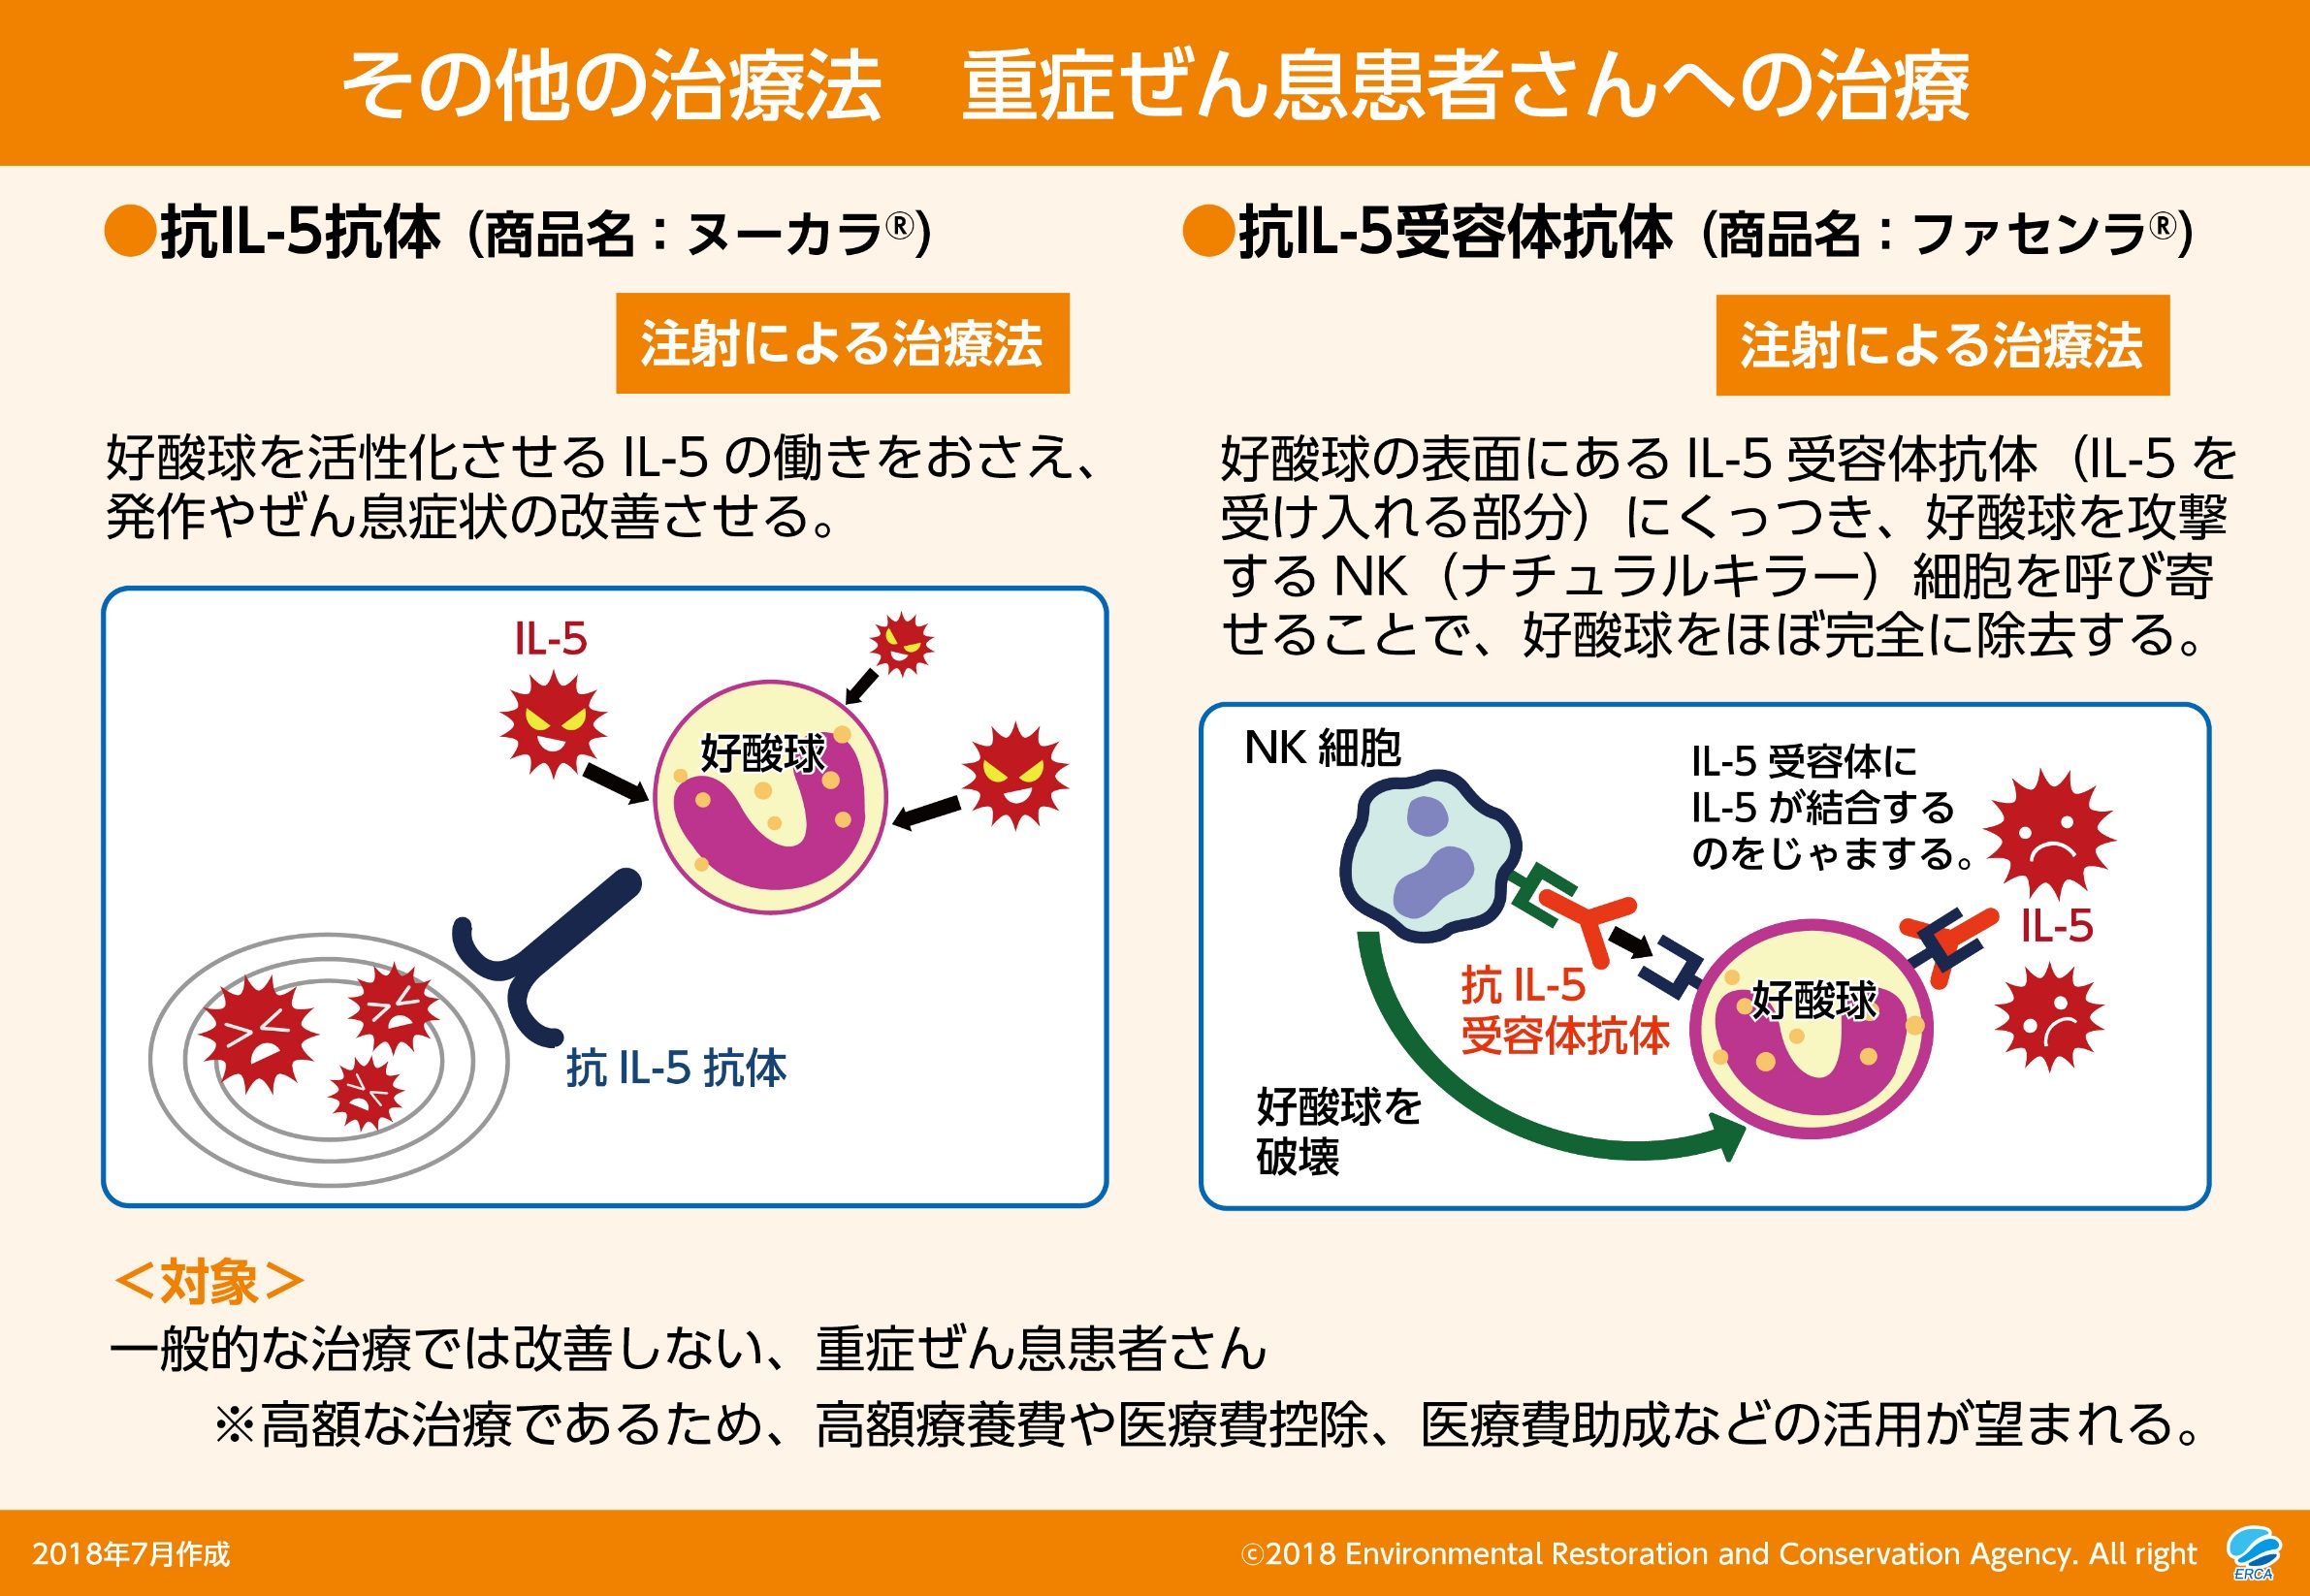 その他の治療法　重症ぜん息患者さんへの治療
●抗IL-5抗体（商品名：ヌーカラ®）
注射による治療法
好酸球を活性化させる IL-5 の働きをおさえ、
発作やぜん息症状の改善させる。
IL-5
好酸球
抗 IL-5 抗体
●抗IL-5受容体抗体（商品名：ファセンラ®）
注射による治療法
好酸球の表面にある IL-5 受容体抗体（IL-5 を
受け入れる部分）にくっつき、好酸球を攻撃
する NK（ナチュラルキラー）細胞を呼び寄
せることで、好酸球をほぼ完全に除去する。
NK 細胞
IL-5 受容体に
IL-5 が結合する
のをじゃまする。
IL-5
抗 IL-5
受容体抗体
好酸球
好酸球を
破壊
＜対象＞
一般的な治療では改善しない、重症ぜん息患者さん
※高額な治療であるため、高額療養費や医療費控除、医療費助成などの活用が望まれる。
2018年7月作成
©2018 Environmental Restoration and Conservation Agency. All right
ERCA